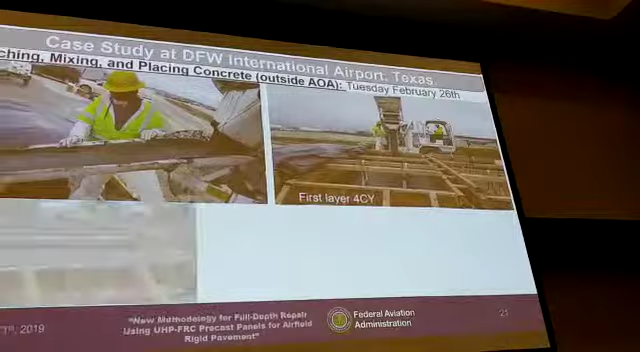 Case Study at DFW International Airport, Texas.
ching, Mixing, and Placing Concrete (outside AOA): Tuesday February 26th
First layer 4CY
2019
"New Methodology for Full-Depth Repair
Using UHP-FRC Precast Panels for Airfield
Rigid Pavement"
Federal Aviation
Administration
21